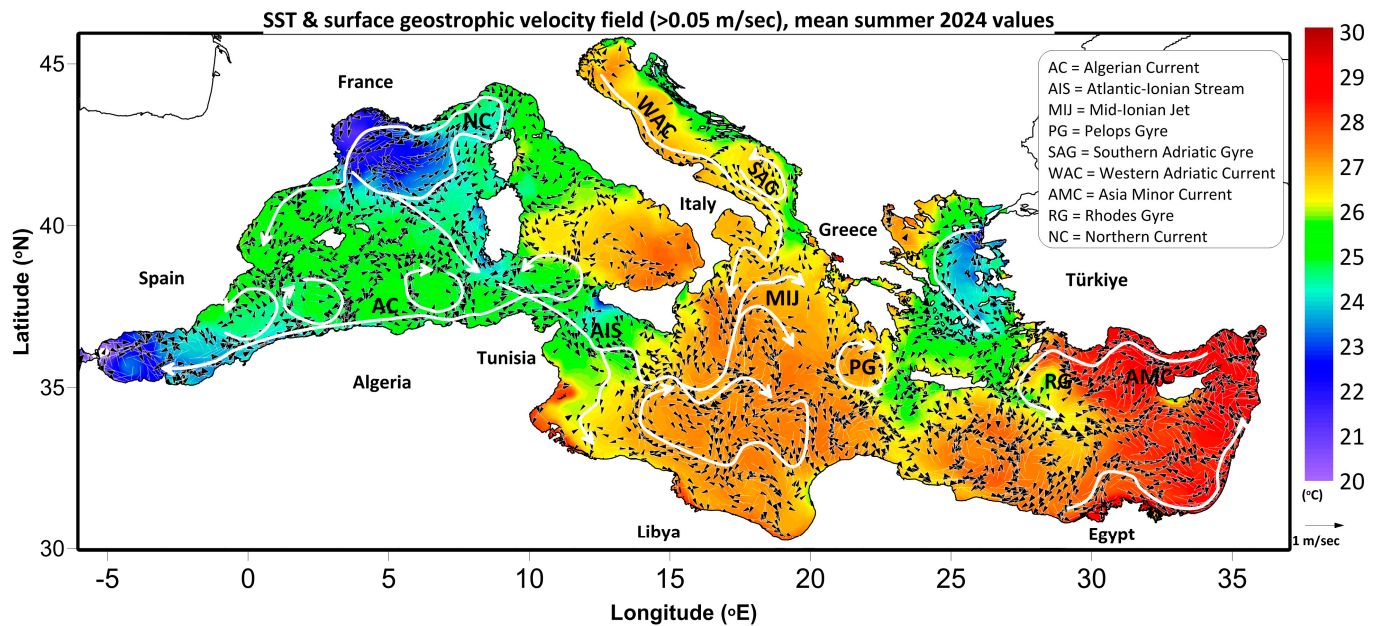 SST & surface geostrophic velocity field (>0.05 m/sec), mean summer 2024 values
45
40
35
30
Latitude (oN)
-5
0
5
10
15
20
25
30
35
Longitude (oE)
France
Spain
Algeria
Tunisia
Italy
Greece
Türkiye
Libya
Egypt
NC
AC
AIS
WAC
SAG
MIJ
PG
RG
AMC
AC = Algerian Current
AIS = Atlantic-Ionian Stream
MIJ = Mid-Ionian Jet
PG = Pelops Gyre
SAG = Southern Adriatic Gyre
WAC = Western Adriatic Current
AMC = Asia Minor Current
RG = Rhodes Gyre
NC = Northern Current
30
29
28
27
26
25
24
23
22
21
20
(oC)
1 m/sec